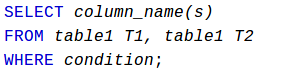 SELECT column_name(s)
FROM table1 T1, table1 T2
WHERE condition;